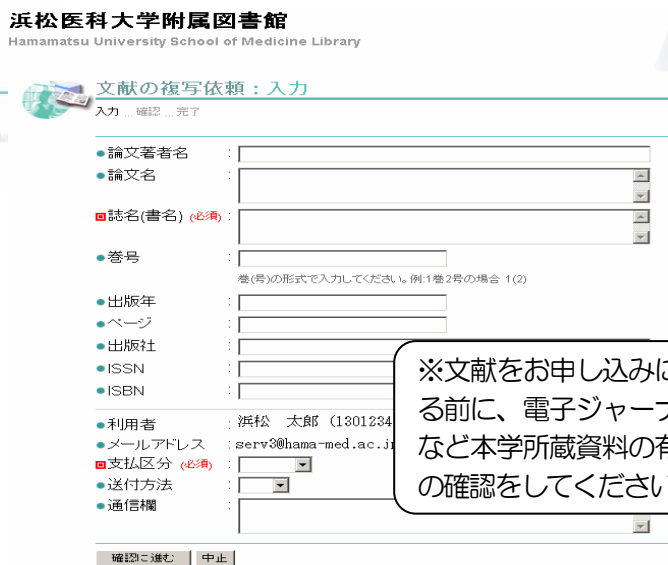 浜松医科大学附属図書館
Hamamatsu University School of Medicine Library
文献の複写依頼：入力
入力 ... 確認 ... 完了
論文著者名 :
論文名 :
誌名(書名) (必須) :
巻号 :
巻(号)の形式で入力してください。例:1巻2号の場合 1(2)
出版年 :
ページ :
出版社 :
ISSN :
ISBN :
利用者 : 浜松 太郎 (1301234
メールアドレス : serv3@hama-med.ac.j
支払区分 (必須) :
送付方法 :
通信欄 :
※文献をお申し込みに
る前に、電子ジャー
など本学所蔵資料の有
の確認をしてください
確認に進む 中止